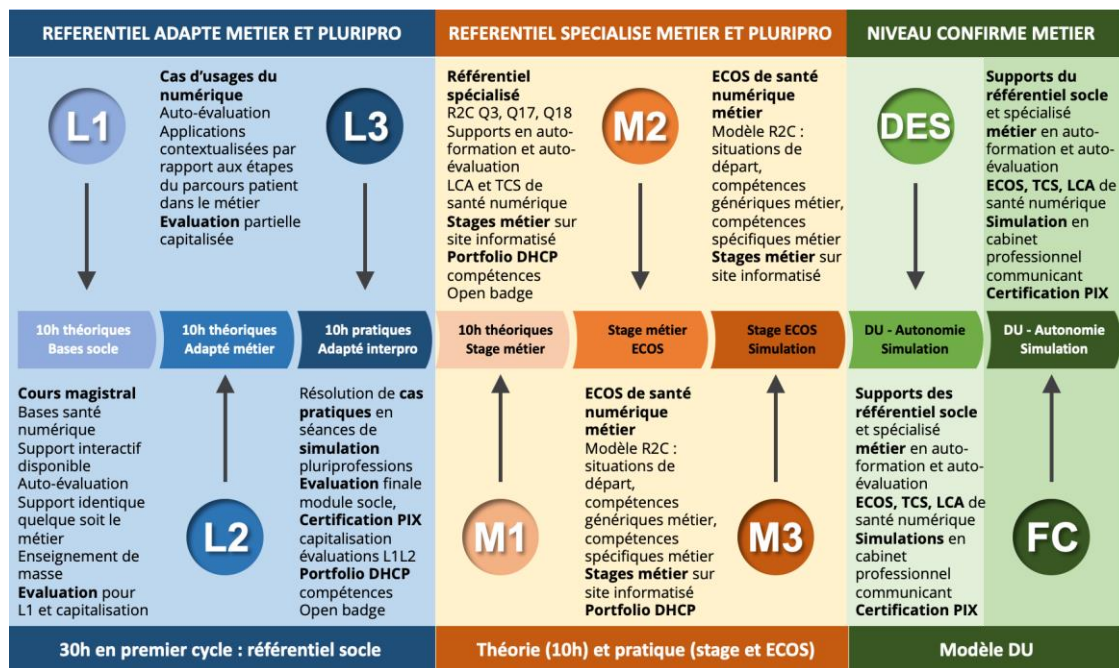 REFERENTIEL ADAPTE METIER ET PLURIPRO
REFERENTIEL SPECIALISE METIER ET PLURIPRO
NIVEAU CONFIRME METIER
L1
Cas d'usages du
numérique
Auto-évaluation
Applications
contextualisées par
rapport aux étapes
du parcours patient
dans le métier
Evaluation partielle
capitalisée
L3
Référentiel
spécialisé
R2C Q3, Q17, Q18
Supports en auto-
formation et auto-
évaluation
LCA et TCS de
santé numérique
Stages métier sur
site informatisé
Portfolio DHCP
compétences
Open badge
M2
ECOS de santé
numérique
métier
Modèle R2C :
situations de
départ,
compétences
génériques métier,
compétences
spécifiques métier
Stages métier sur
site informatisé
DES
Supports du
référentiel socle
et spécialisé
métier en auto-
formation et auto-
évaluation
ECOS, TCS, LCA de
santé numérique
Simulation en
cabinet
professionnel
communicant
Certification PIX
10h théoriques
Bases socle
10h théoriques
Adapté métier
10h pratiques
Adapté interpro
10h théoriques
Stage métier
Stage métier
ECOS
Stage ECOS
Simulation
DU - Autonomie
Simulation
DU - Autonomie
Simulation
Cours magistral
Bases santé
numérique
Support interactif
disponible
Auto-évaluation
Support identique
quelque soit le
métier
Enseignement de
masse
Evaluation pour
L1 et capitalisation
L2
Résolution de cas
pratiques en
séances de
simulation
pluriprofessions
Evaluation finale
module socle,
Certification PIX
capitalisation
évaluations L1L2
Portfolio DHCP
compétences
Open badge
M1
ECOS de santé
numérique
métier
Modèle R2C :
situations de
départ,
compétences
génériques métier,
compétences
spécifiques métier
Stages métier sur
site informatisé
Portfolio DHCP
M3
Supports des
référentiel socle
et spécialisé
métier en auto-
formation et auto-
évaluation
ECOS, TCS, LCA de
santé numérique
Simulations en
cabinet
professionnel
communicant
Certification PIX
FC
30h en premier cycle : référentiel socle
Théorie (10h) et pratique (stage et ECOS)
Modèle DU